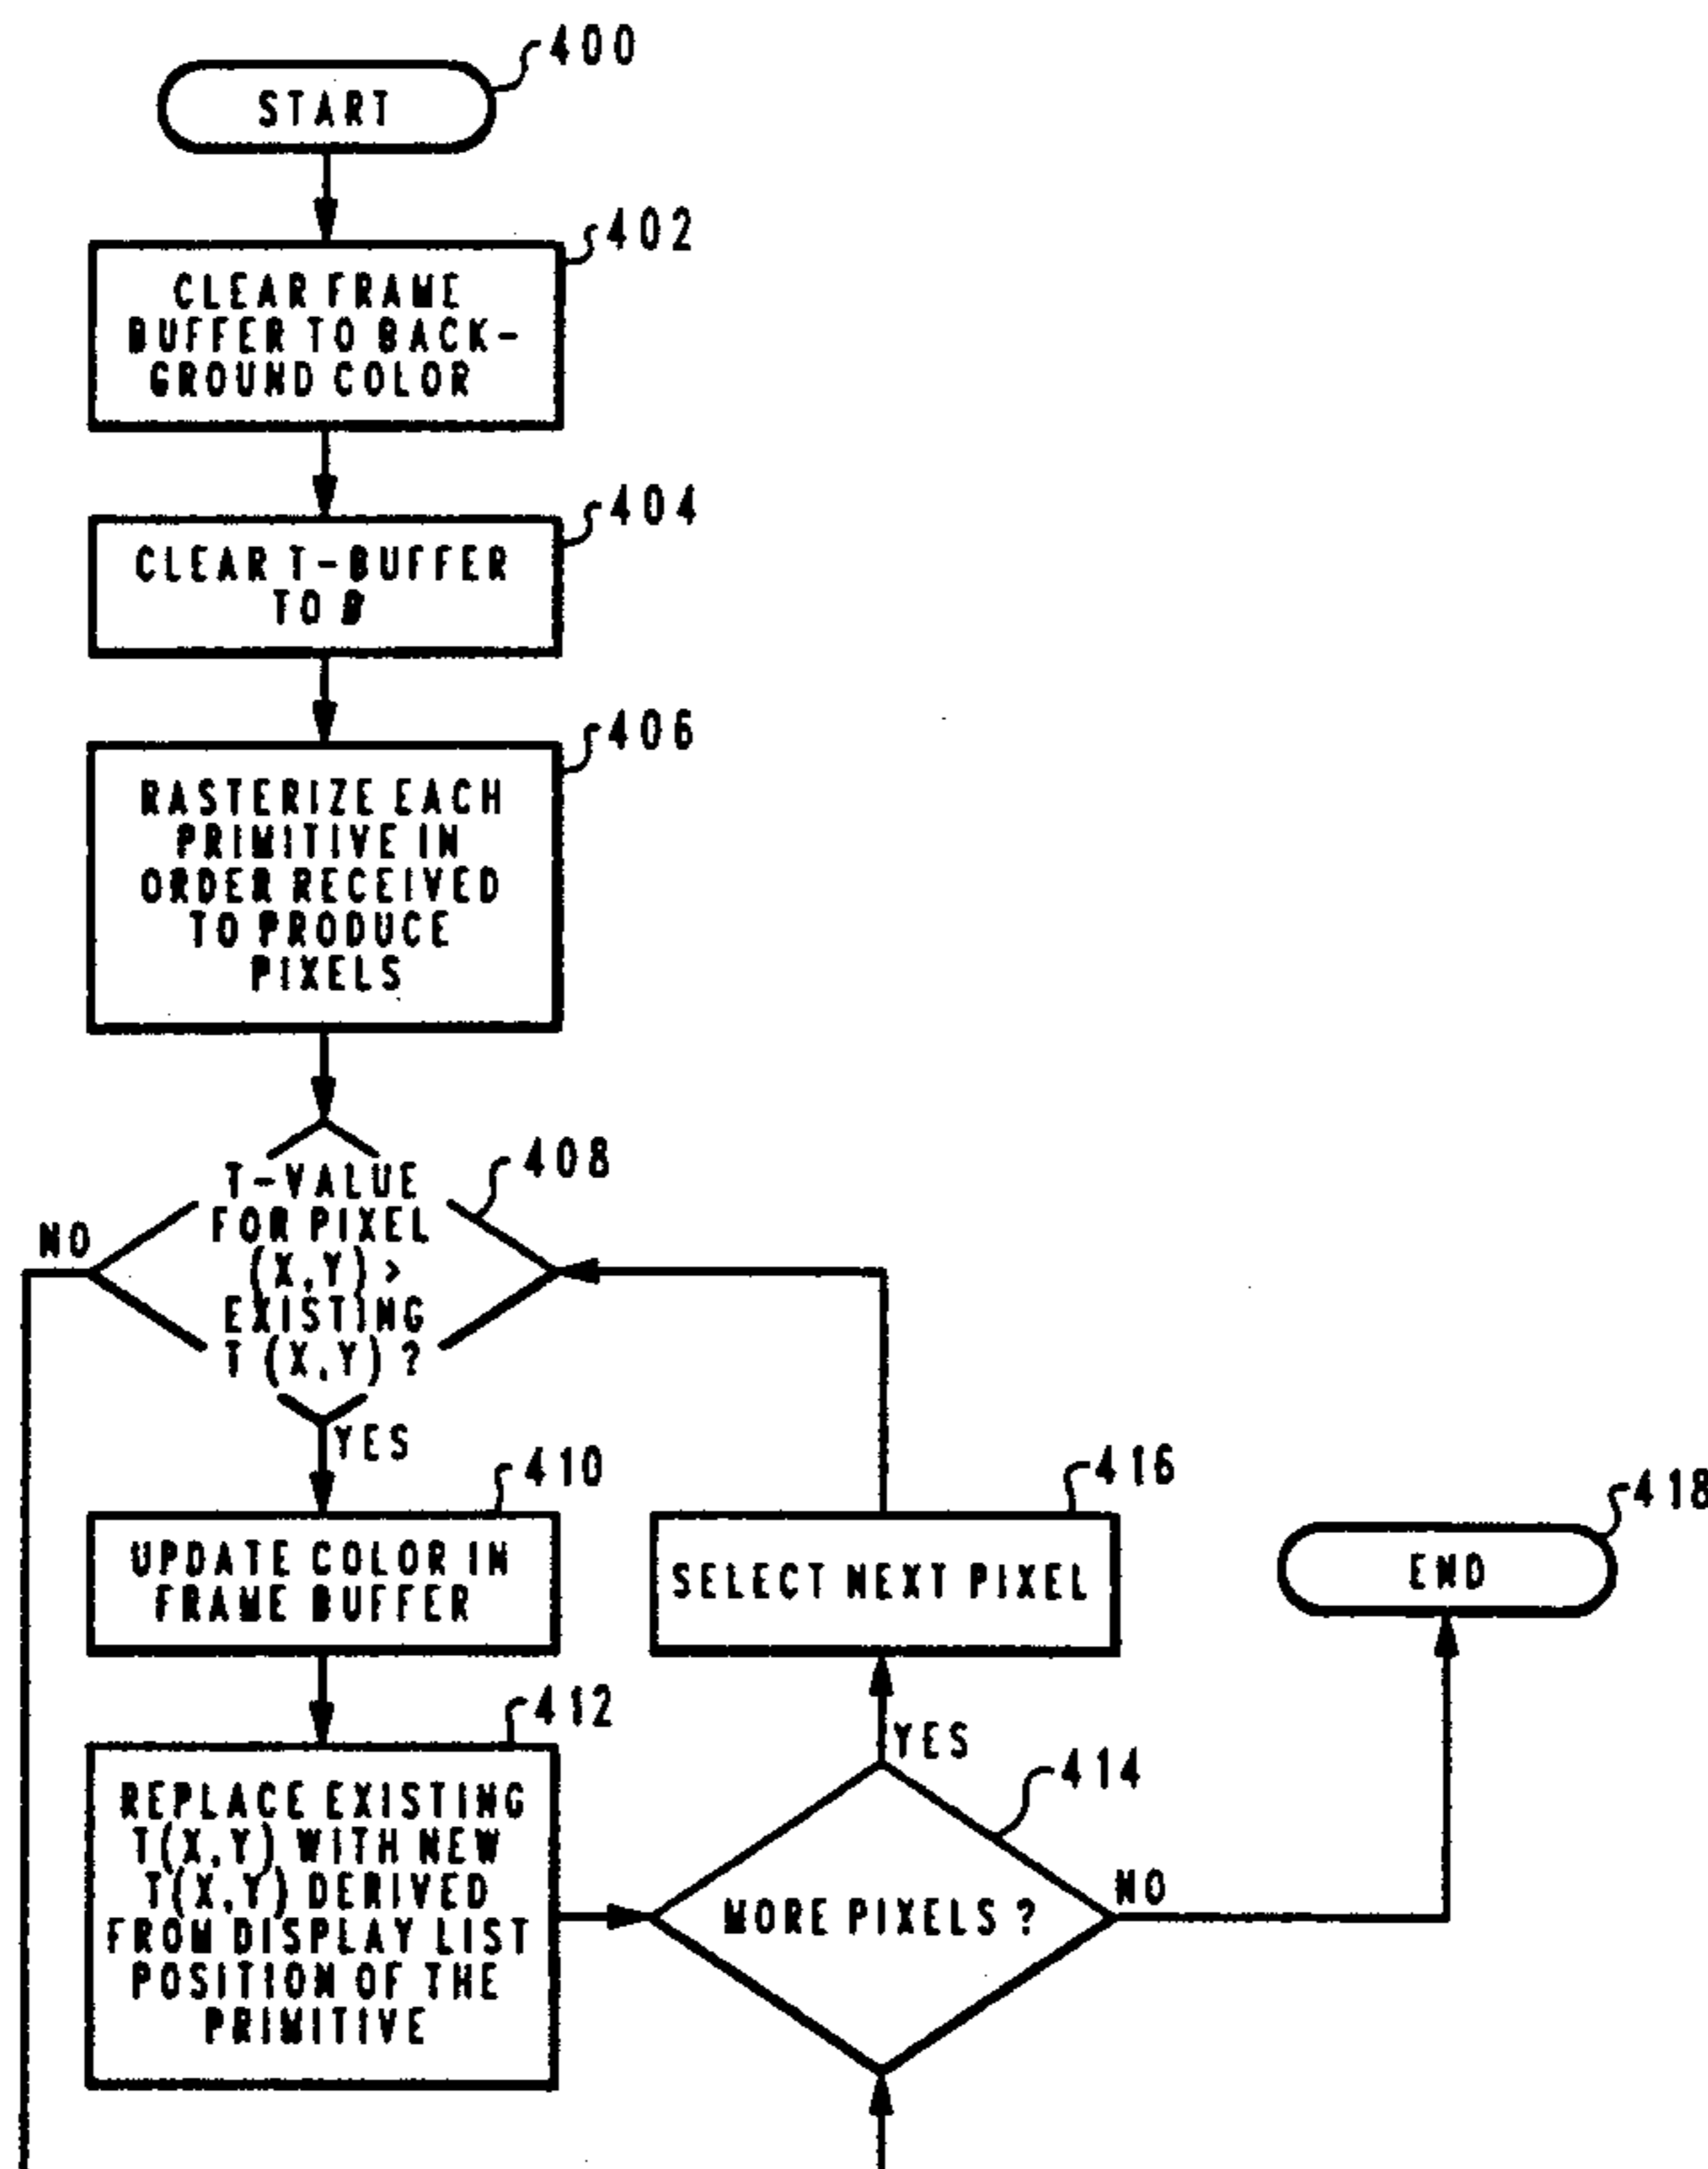 400
START
402
CLEAR FRAME
BUFFER TO BACK-
GROUND COLOR
404
CLEAR T-BUFFER
TO 0
406
RASTERIZE EACH
PRIMITIVE IN
ORDER RECEIVED
TO PRODUCE
PIXELS
408
T-VALUE
FOR PIXEL
(X,Y) >
EXISTING
T (X,Y) ?
NO
YES
410
UPDATE COLOR IN
FRAME BUFFER
416
SELECT NEXT PIXEL
418
END
412
REPLACE EXISTING
T(X,Y) WITH NEW
T(X,Y) DERIVED
FROM DISPLAY LIST
POSITION OF THE
PRIMITIVE
YES
414
MORE PIXELS ?
NO